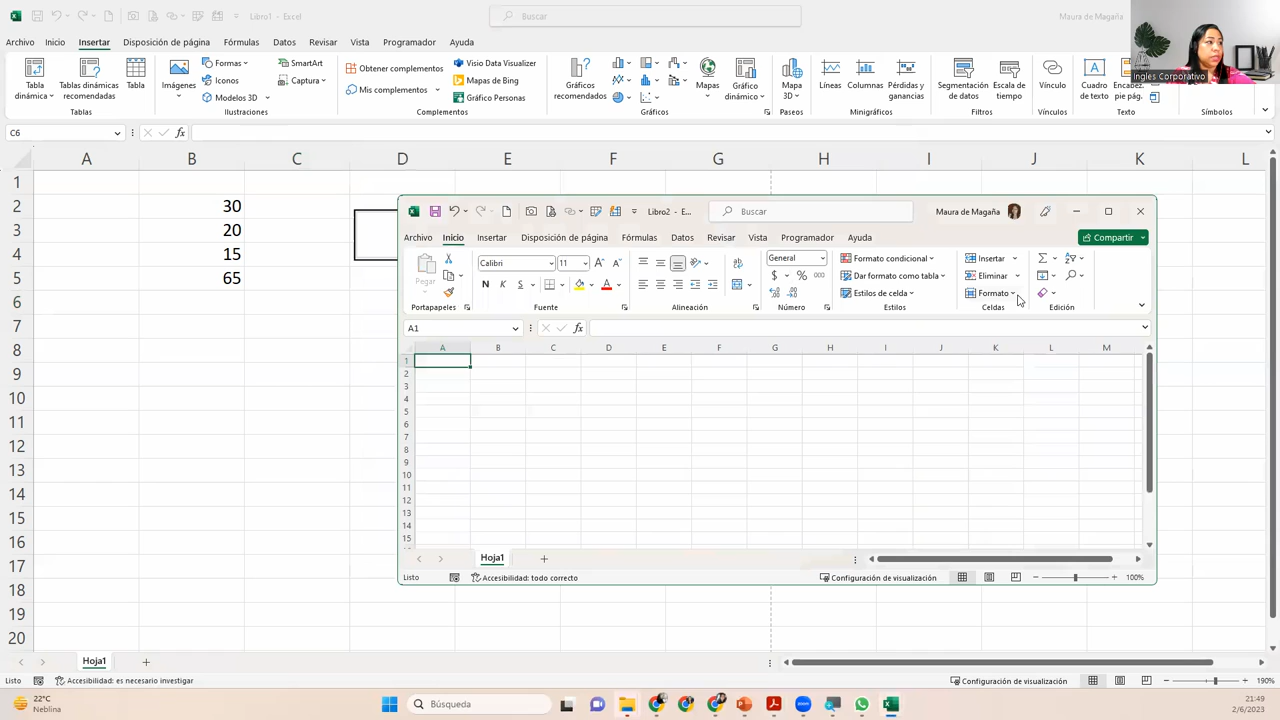 Libro1 - Excel
Buscar
Maura de Magaña
Archivo Inicio Insertar Disposición de página Fórmulas Datos Revisar Vista Programador Ayuda
Tablas dinámicas Tablas dinámicas recomendadas Tabla
Tablas
Imágenes Formas Iconos Modelos 3D SmartArt Captura
Ilustraciones
Obtener complementos Mis complementos Visio Data Visualizer Mapas de Bing Gráfico Personas
Complementos
Gráficos recomendados Mapas Gráfico dinámico
Gráficos
Mapa 3D
Paseos
Líneas Columnas Pérdidas y ganancias
Minigráficos
Segmentación de datos Escala de tiempo
Filtros
Vínculo
Vínculos
Cuadro de texto Encabez. pie pág.
Texto
Símbolos
Ingles Corporativo
C6 fx
A B C D E F G H I J K L
1
2 30
3 20
4 15
5 65
6
7
8
9
10
11
12
13
14
15
16
17
18
19
20
Libro2 - E...
Buscar
Maura de Magaña
Archivo Inicio Insertar Disposición de página Fórmulas Datos Revisar Vista Programador Ayuda
Compartir
Pegar
Portapapeles
Calibri 11
N K S
Fuente
Alineación
General
$ % 000
Número
Formato condicional
Dar formato como tabla
Estilos de celda
Estilos
Insertar
Eliminar
Formato
Celdas
Edición
A1 fx
A B C D E F G H I J K L M
1
2
3
4
5
6
7
8
9
10
11
12
13
14
15
Hoja1
Listo Accesibilidad: todo correcto Configuración de visualización 100%
Hoja1
Listo Accesibilidad: es necesario investigar Configuración de visualización 190%
22°C
Neblina
Búsqueda
21:49
2/6/2023